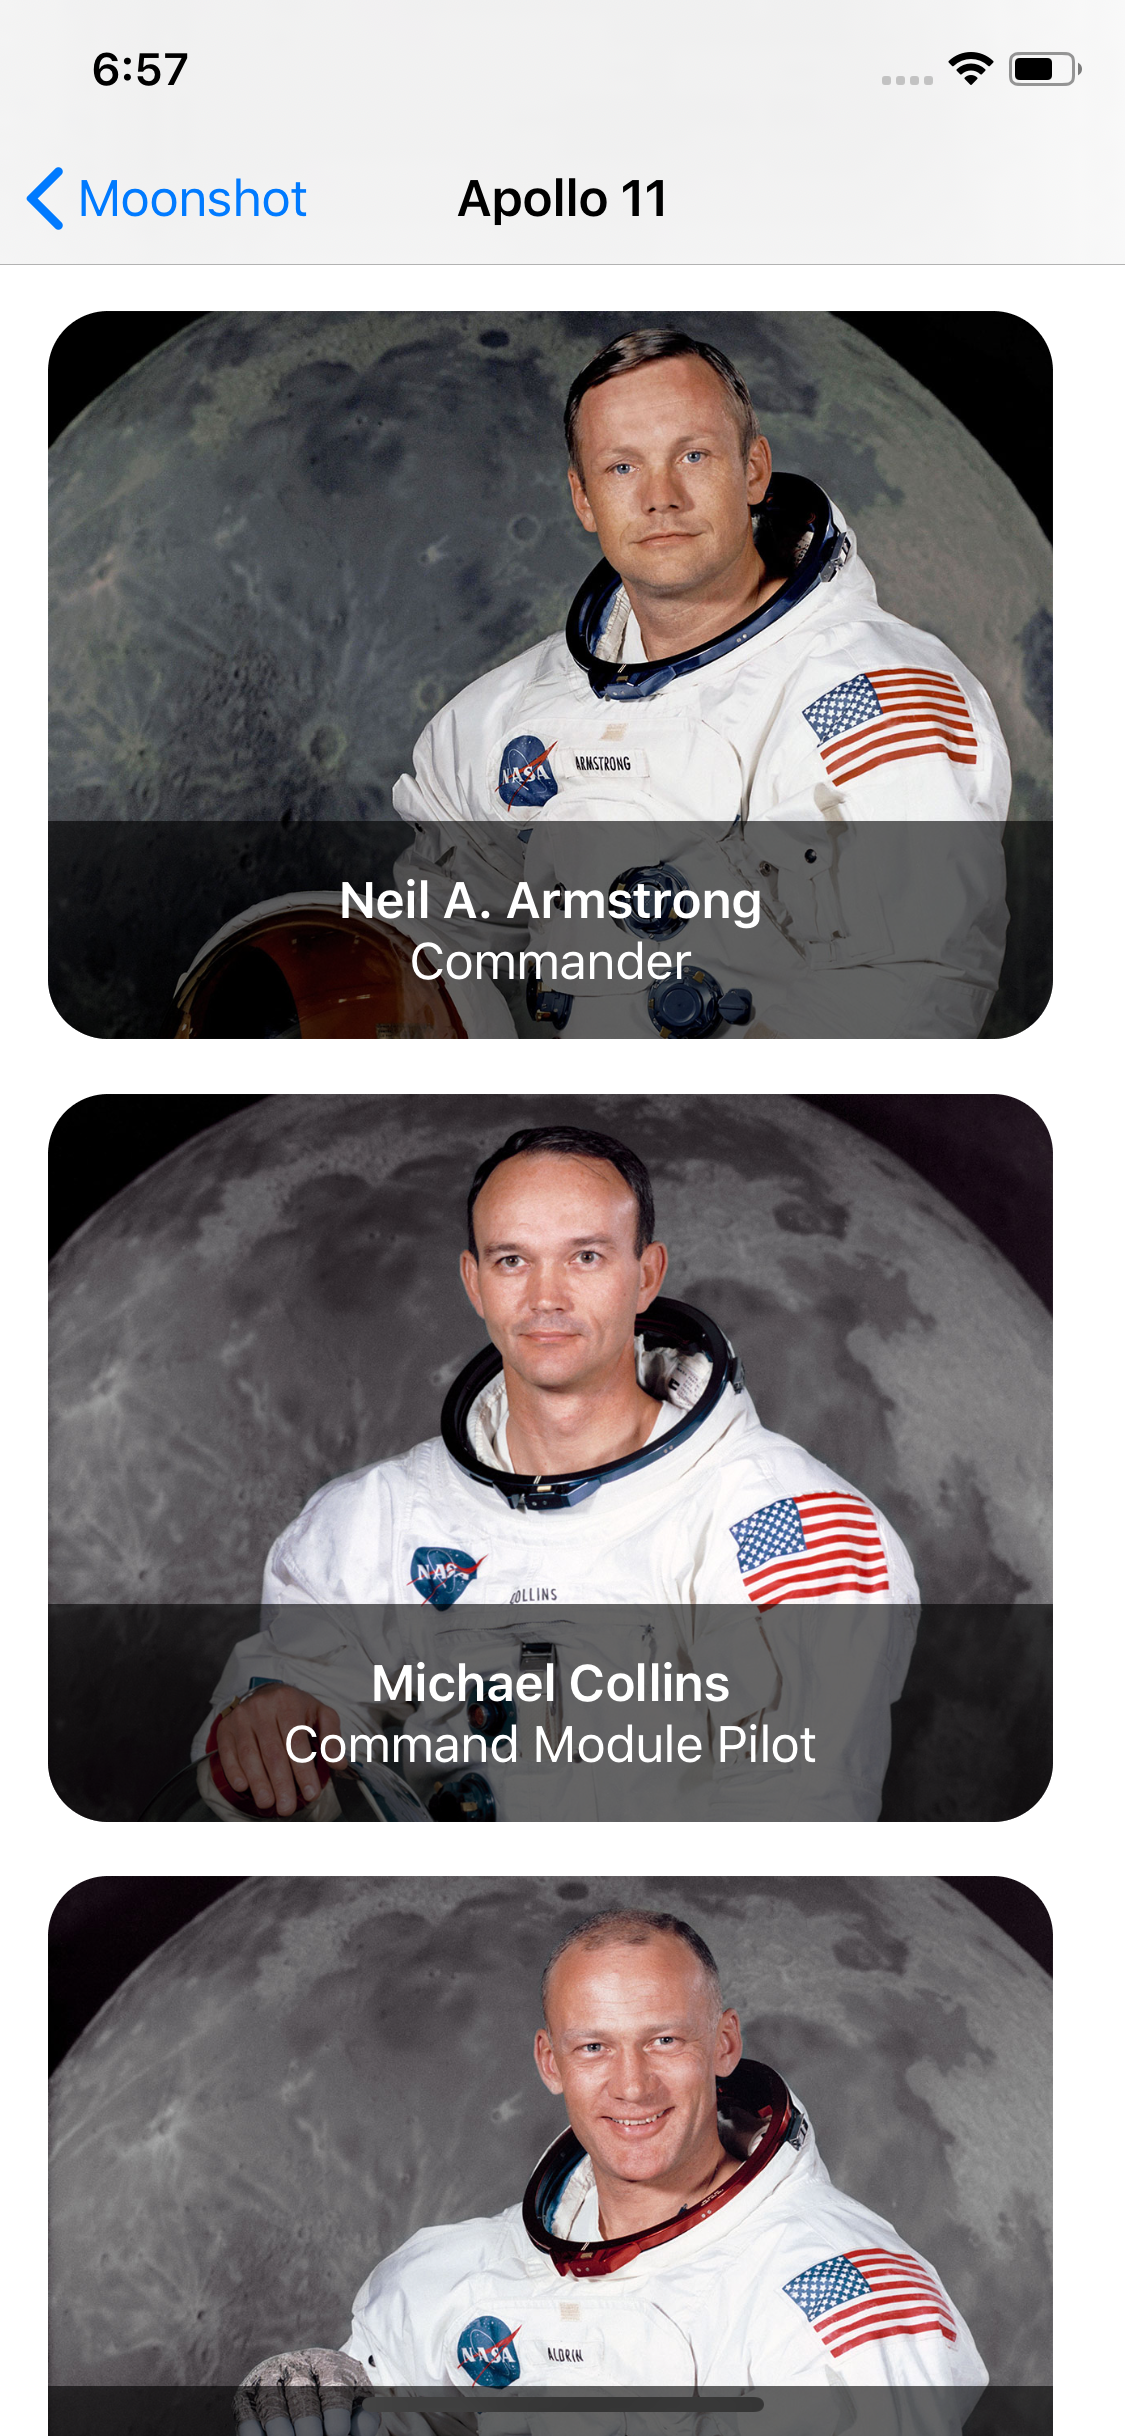 6:57
Moonshot
Apollo 11
NASA
ARMSTRONG
Neil A. Armstrong
Commander
NASA
COLLINS
Michael Collins
Command Module Pilot
NASA
ALDRIN